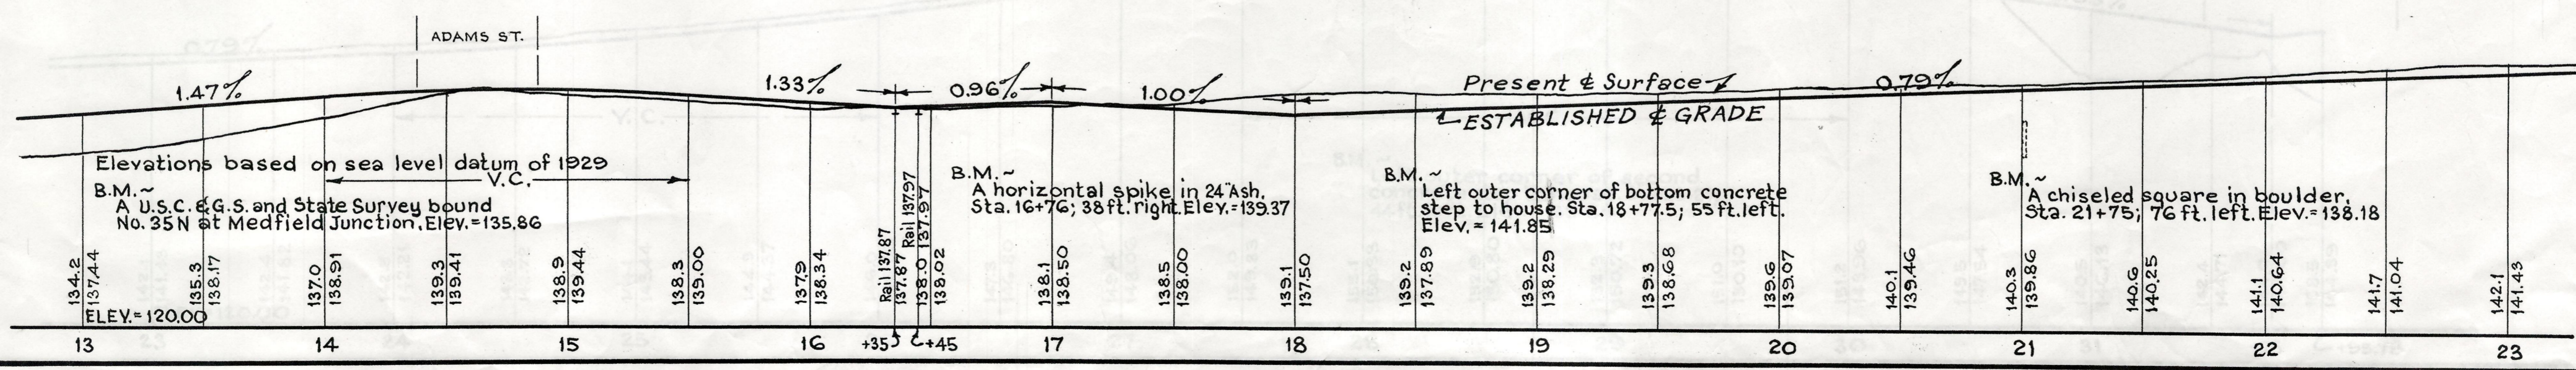 ADAMS ST.
1.47%
1.33%
0.96%
1.00%
Present ℄ Surface
0.79%
ESTABLISHED ℄ GRADE
Elevations based on sea level datum of 1929
V.C.
B.M.~
A U.S.C.&G.S. and State Survey bound
No. 35 N at Medfield Junction. Elev.=135.86
B.M.~
A horizontal spike in 24" Ash.
Sta. 16+76; 38 ft. right. Elev.=139.37
B.M.~
Left outer corner of bottom concrete
step to house. Sta. 18+77.5; 55 ft. left.
Elev. = 141.85
B.M.~
A chiseled square in boulder.
Sta. 21+75; 76 ft. left. Elev.=138.18
134.2
137.44
135.3
138.17
137.0
138.91
139.3
139.41
138.9
139.44
138.3
139.00
137.9
138.34
Rail 137.87
137.87
Rail 137.97
138.0 137.97
138.02
138.1
138.50
138.5
138.00
139.1
137.50
139.2
137.89
139.2
138.29
139.3
138.68
139.6
139.07
140.1
139.46
140.3
139.86
140.6
140.25
141.1
140.64
141.7
141.04
142.1
141.43
ELEV.=120.00
13 14 15 16 +35 +45 17 18 19 20 21 22 23